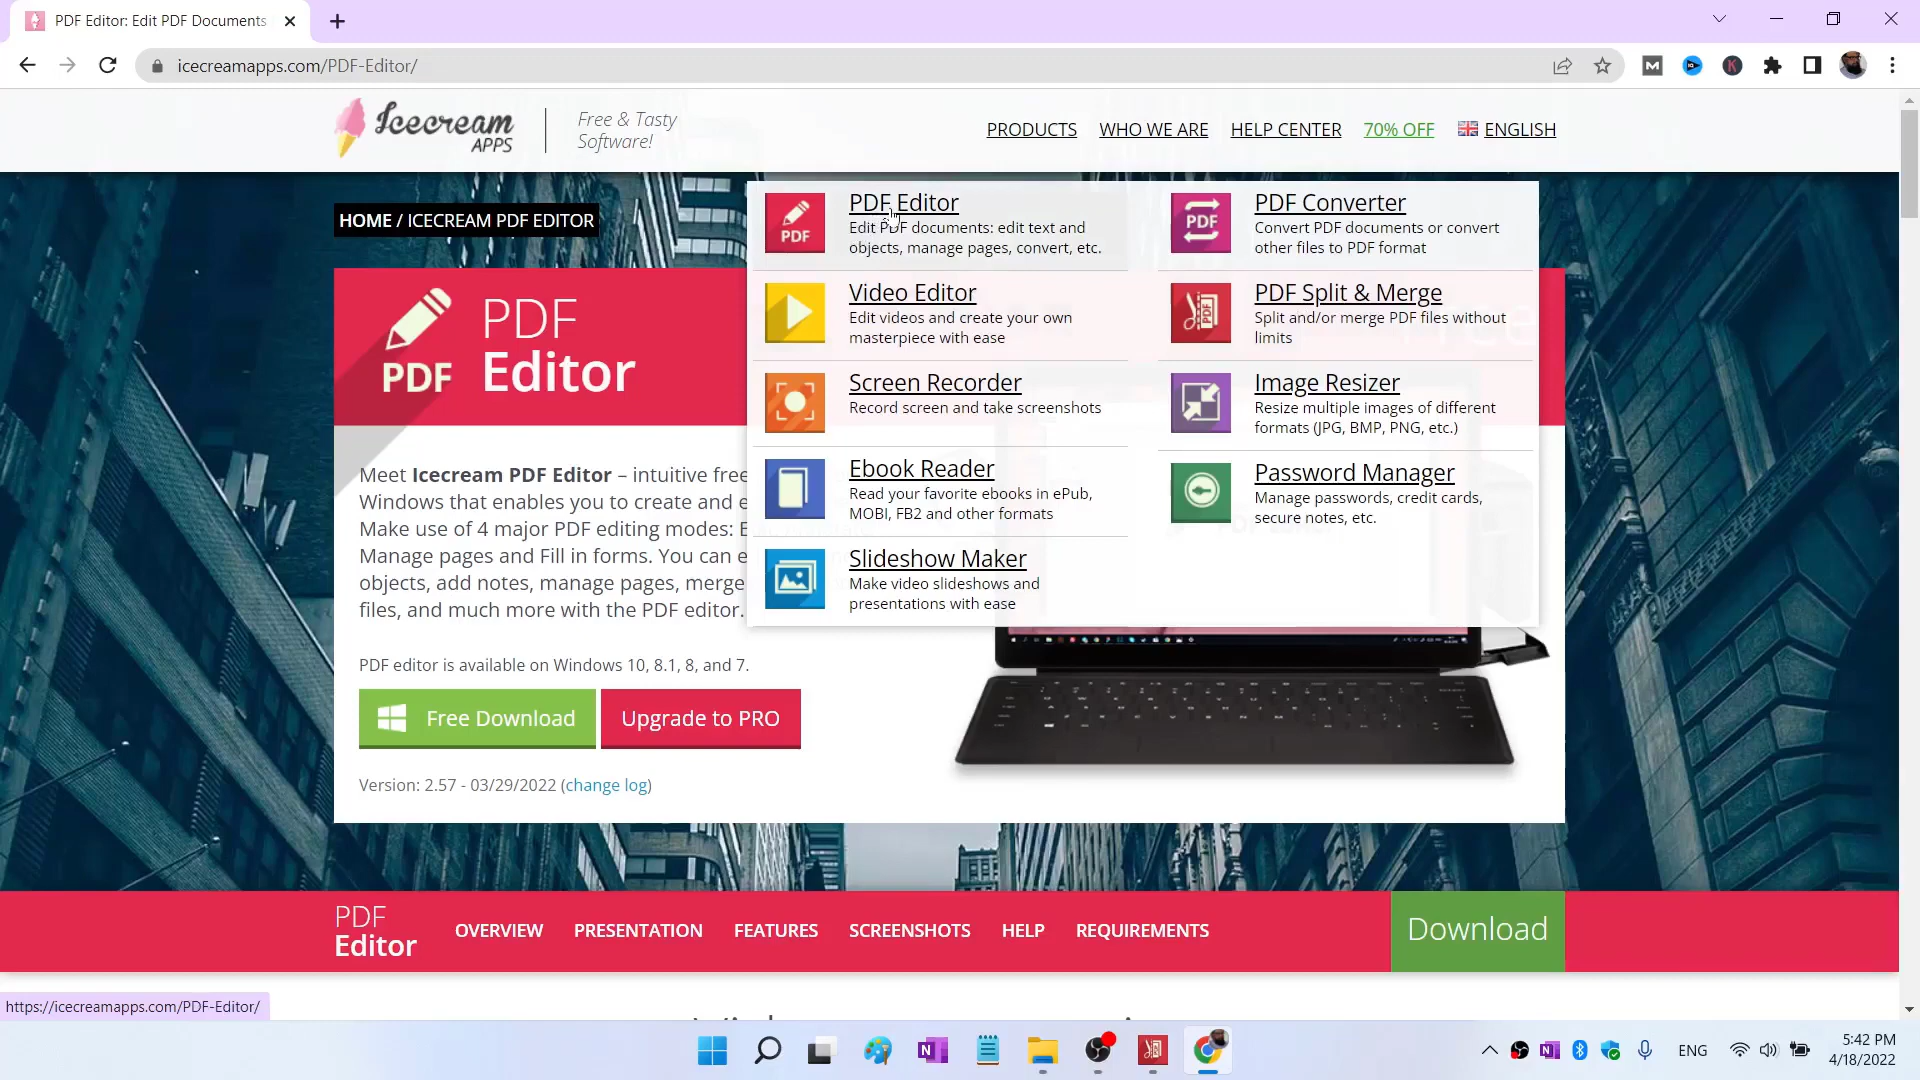 PDF Editor: Edit PDF Documents
icecreamapps.com/PDF-Editor/
Icecream
APPS
Free & Tasty
Software!
PRODUCTS
WHO WE ARE
HELP CENTER
70% OFF
ENGLISH
HOME / ICECREAM PDF EDITOR
PDF
PDF
Editor
PDF
PDF Editor
Edit PDF documents: edit text and
objects, manage pages, convert, etc.
Video Editor
Edit videos and create your own
masterpiece with ease
Screen Recorder
Record screen and take screenshots
Ebook Reader
Read your favorite ebooks in ePub,
MOBI, FB2 and other formats
Slideshow Maker
Make video slideshows and
presentations with ease
PDF
PDF Converter
Convert PDF documents or convert
other files to PDF format
PDF
PDF Split & Merge
Split and/or merge PDF files without
limits
Image Resizer
Resize multiple images of different
formats (JPG, BMP, PNG, etc.)
Password Manager
Manage passwords, credit cards,
secure notes, etc.
Meet Icecream PDF Editor – intuitive free
Windows that enables you to create and e
Make use of 4 major PDF editing modes: E
Manage pages and Fill in forms. You can e
objects, add notes, manage pages, merge
files, and much more with the PDF editor.
PDF editor is available on Windows 10, 8.1, 8, and 7.
Free Download
Upgrade to PRO
Version: 2.57 - 03/29/2022 (change log)
PDF
Editor
OVERVIEW
PRESENTATION
FEATURES
SCREENSHOTS
HELP
REQUIREMENTS
Download
https://icecreamapps.com/PDF-Editor/
ENG
5:42 PM
4/18/2022